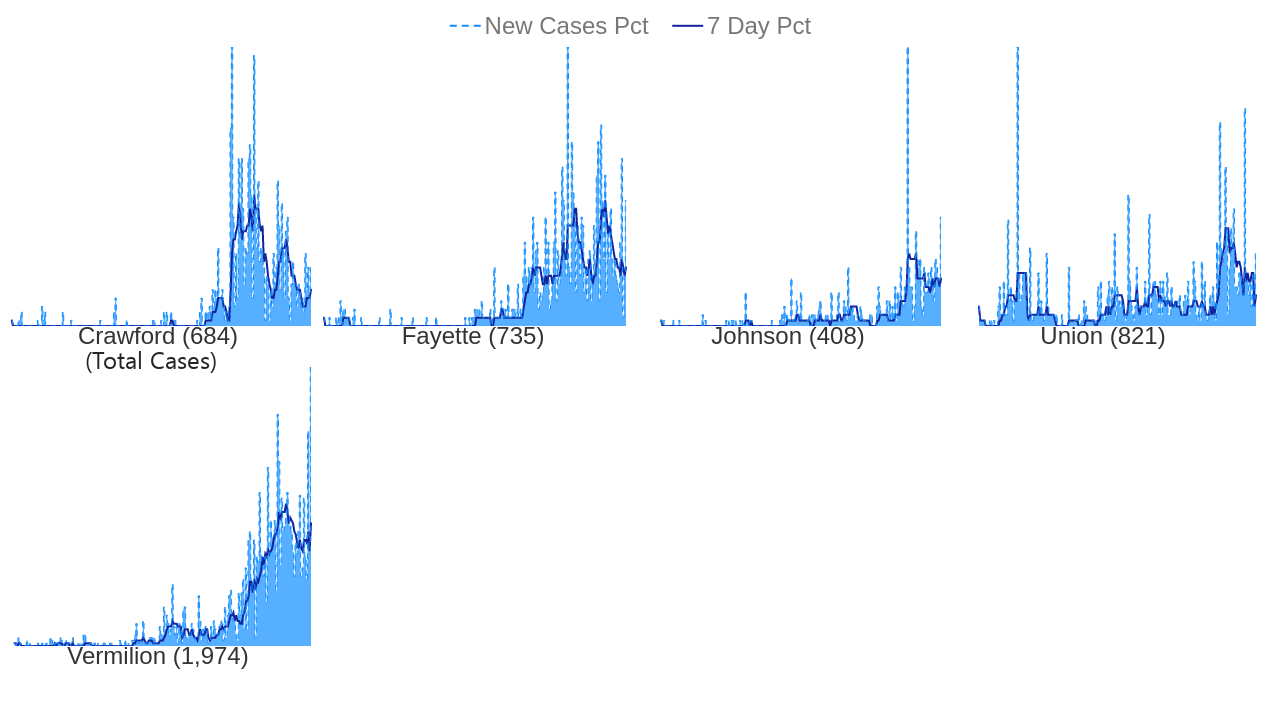 New Cases Pct 7 Day Pct
Crawford (684) Fayette (735) Johnson (408) Union (821)
(Total Cases)
Vermilion (1,974)